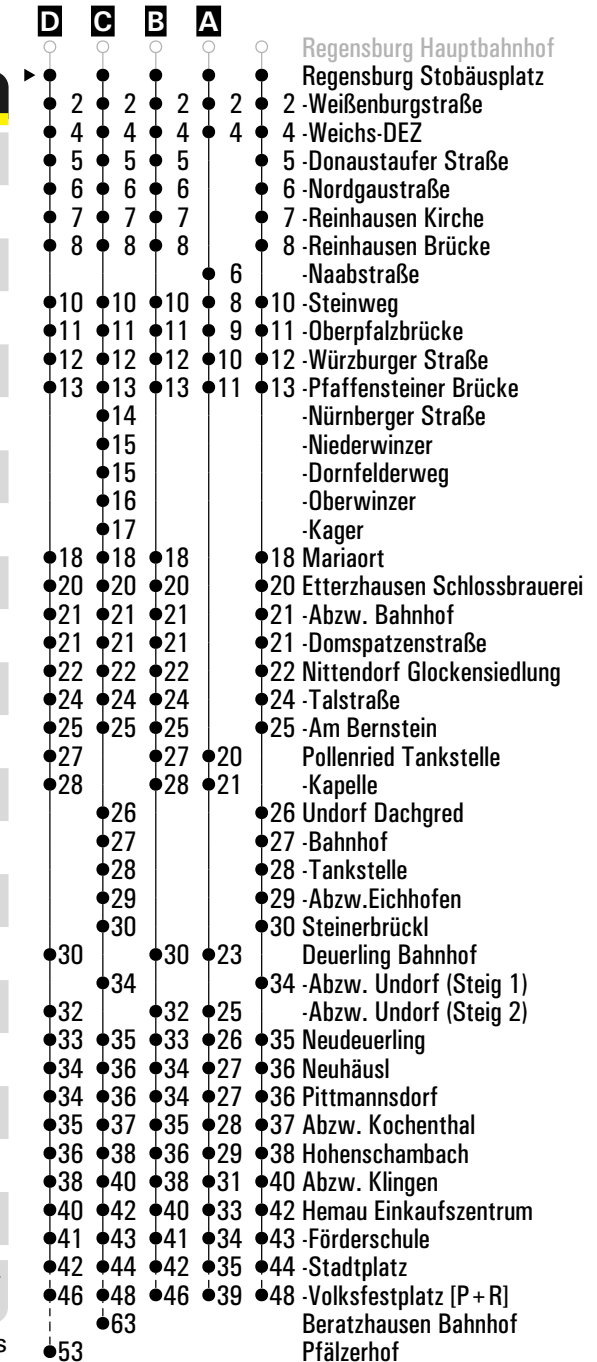 D C B A
Regensburg Hauptbahnhof
Regensburg Stobäusplatz
2 2 2 2 2 -Weißenburgstraße
4 4 4 4 4 -Weichs-DEZ
5 5 5 5 -Donaustaufer Straße
6 6 6 6 -Nordgaustraße
7 7 7 7 -Reinhausen Kirche
8 8 8 8 -Reinhausen Brücke
6 -Naabstraße
10 10 10 8 10 -Steinweg
11 11 11 9 11 -Oberpfalzbrücke
12 12 12 10 12 -Würzburger Straße
13 13 13 11 13 -Pfaffensteiner Brücke
14 -Nürnberger Straße
15 -Niederwinzer
15 -Dornfelderweg
16 -Oberwinzer
17 -Kager
18 18 18 18 Mariaort
20 20 20 20 Etterzhausen Schlossbrauerei
21 21 21 21 -Abzw. Bahnhof
21 21 21 21 -Domspatzenstraße
22 22 22 22 Nittendorf Glockensiedlung
24 24 24 24 -Talstraße
25 25 25 25 -Am Bernstein
27 27 20 Pollenried Tankstelle
28 28 21 -Kapelle
26 26 Undorf Dachgred
27 27 -Bahnhof
28 28 -Tankstelle
29 29 -Abzw.Eichhofen
30 30 Steinerbrückl
30 30 23 Deuerling Bahnhof
34 34 -Abzw. Undorf (Steig 1)
32 32 25 -Abzw. Undorf (Steig 2)
33 35 33 26 35 Neudeuerling
34 36 34 27 36 Neuhäusl
34 36 34 27 36 Pittmannsdorf
35 37 35 28 37 Abzw. Kochenthal
36 38 36 29 38 Hohenschambach
38 40 38 31 40 Abzw. Klingen
40 42 40 33 42 Hemau Einkaufszentrum
41 43 41 34 43 -Förderschule
42 44 42 35 44 -Stadtplatz
46 48 46 39 48 -Volksfestplatz [P+R]
63 Beratzhausen Bahnhof
s 53 Pfälzerhof